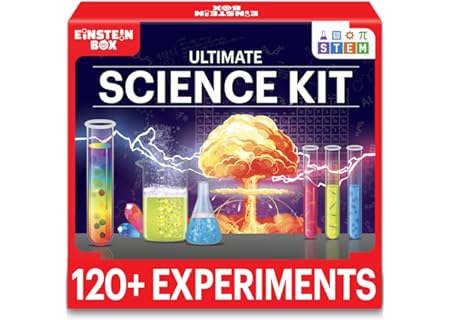 EINSTEIN
BOX
STEM
ULTIMATE
SCIENCE KIT
120+ EXPERIMENTS